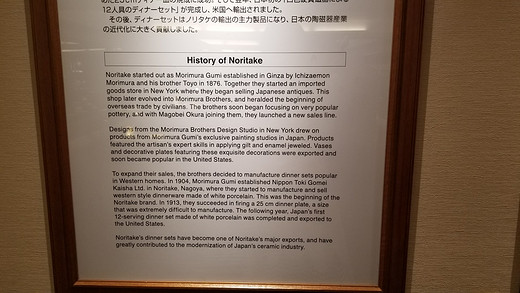 12人員のディナーセット」が完成し、米国へ輸出されました。
その後、ディナーセットはノリタケの輸出の主力製品になり、日本の陶磁器産業
の近代化に大きく貢献しました。
History of Noritake
Noritake started out as Morimura Gumi established in Ginza by Ichizaemon
Morimura and his brother Toyo in 1876. Together they started an imported
goods store in New York where they began selling Japanese antiques. This
shop later evolved into Morimura Brothers, and heralded the beginning of
overseas trade by civilians. The brothers soon began focusing on very popular
pottery, and with Magobei Okura joining them, they launched a new sales line.
Designs from the Morimura Brothers Design Studio in New York drew on
products from Morimura Gumi's exclusive painting studios in Japan. Products
featured the artisan's expert skills in applying gilt and enamel jeweled. Vases
and decorative plates featuring these exquisite decorations were exported and
soon became popular in the United States.
To expand their sales, the brothers decided to manufacture dinner sets popular
in Western homes. In 1904, Morimura Gumi established Nippon Toki Gomei
Kaisha Ltd. in Noritake, Nagoya, where they started to manufacture and sell
western style dinnerware made of white porcelain. This was the beginning of the
Noritake brand. In 1913, they succeeded in firing a 25 cm dinner plate, a size
that was extremely difficult to manufacture. The following year, Japan's first
12-serving dinner set made of white porcelain was completed and exported to
the United States.
Noritake's dinner sets have become one of Noritake's major exports, and have
greatly contributed to the modernization of Japan's ceramic industry.